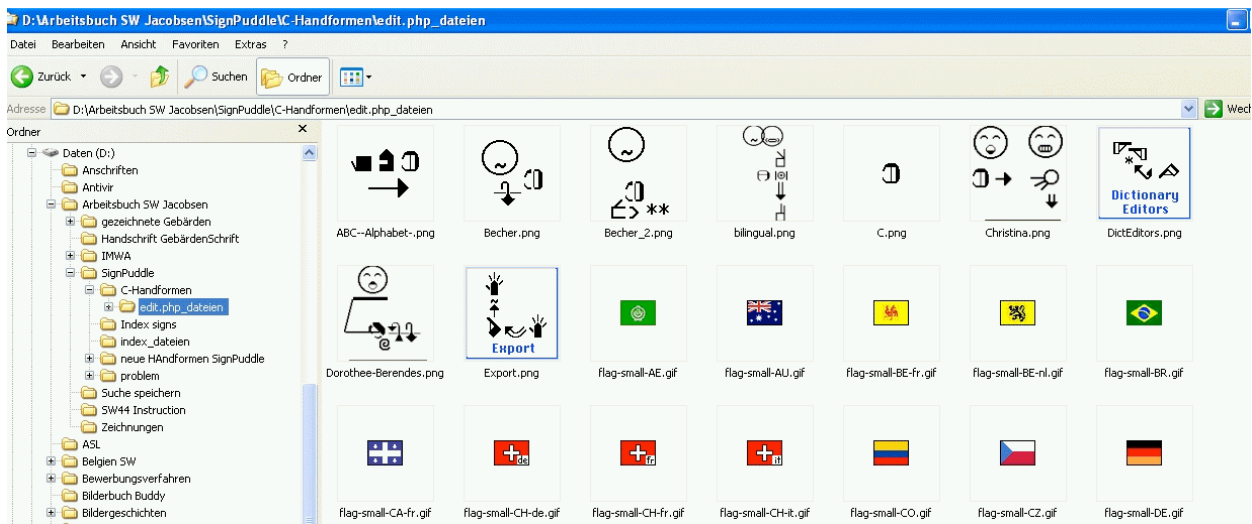 D:\Arbeitsbuch SW Jacobsen\SignPuddle\C-Handformen\edit.php_dateien
Datei Bearbeiten Ansicht Favoriten Extras ?
Zurück Suchen Ordner
Adresse D:\Arbeitsbuch SW Jacobsen\SignPuddle\C-Handformen\edit.php_dateien Wech
Ordner x
Daten (D:)
Anschriften
Antivir
Arbeitsbuch SW Jacobsen
gezeichnete Gebärden
Handschrift GebärdenSchrift
IMWA
SignPuddle
C-Handformen
edit.php_dateien
Index signs
index_dateien
neue HAndformen SignPuddle
problem
Suche speichern
SW44 Instruction
Zeichnungen
ASL
Belgien SW
Bewerbungsverfahren
Bilderbuch Buddy
Bildergeschichten
Dictionary
Editors
ABC--Alphabet-.png Becher.png Becher_2.png bilingual.png C.png Christina.png DictEditors.png
Export
Dorothee-Berendes.png Export.png flag-small-AE.gif flag-small-AU.gif flag-small-BE-fr.gif flag-small-BE-nl.gif flag-small-BR.gif
de fr it
flag-small-CA-fr.gif flag-small-CH-de.gif flag-small-CH-fr.gif flag-small-CH-it.gif flag-small-CO.gif flag-small-CZ.gif flag-small-DE.gif